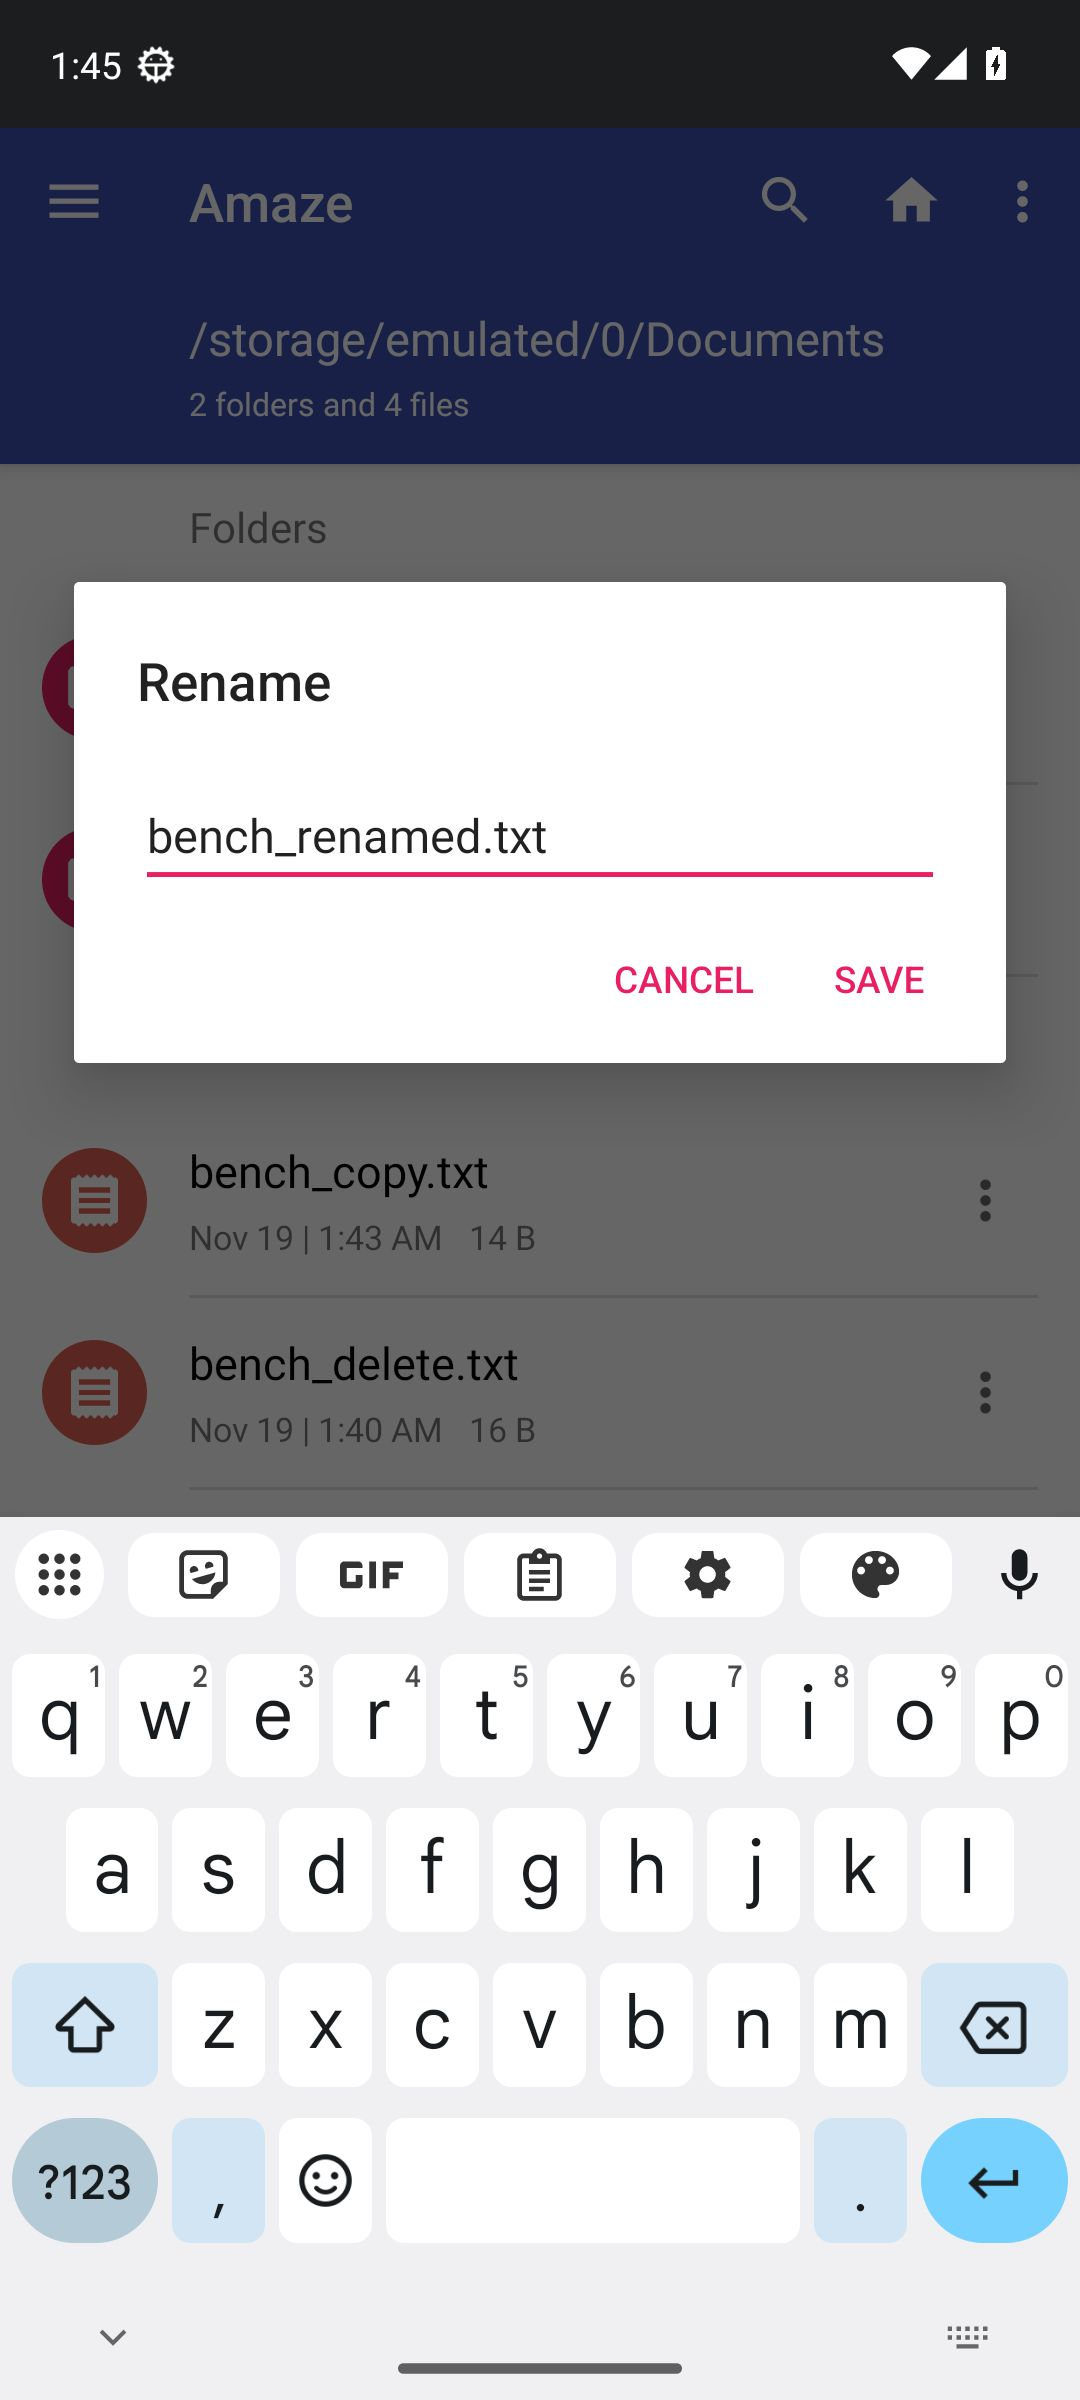 1:45
Amaze
/storage/emulated/0/Documents
2 folders and 4 files
Folders
Rename
bench_renamed.txt
CANCEL SAVE
bench_copy.txt
Nov 19 | 1:43 AM 14 B
bench_delete.txt
Nov 19 | 1:40 AM 16 B
GIF
q1 w2 e3 r4 t5 y6 u7 i8 o9 p0
a s d f g h j k l
z x c v b n m
?123 , .